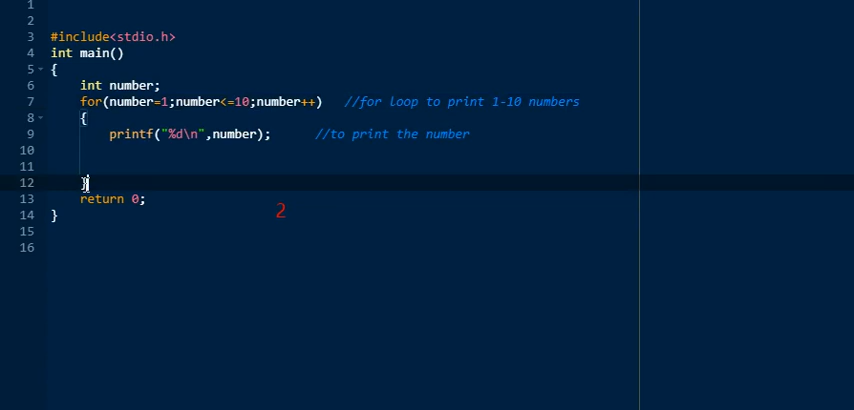 1
2
3 #include<stdio.h>
4 int main()
5 {
6 int number;
7 for(number=1;number<=10;number++) //for loop to print 1-10 numbers
8 {
9 printf("%d\n",number); //to print the number
10
11
12 }
13 return 0;
2
14 }
15
16